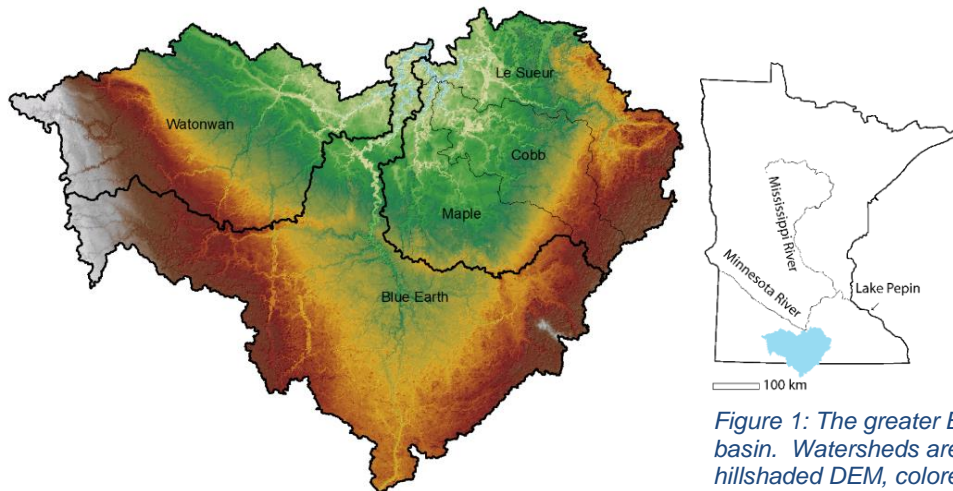 Le Sueur
Watonwan
Cobb
Maple
Blue Earth
Mississippi River
Minnesota River
Lake Pepin
100 km
Figure 1: The greater
basin. Watersheds are
hillshaded DEM, colore